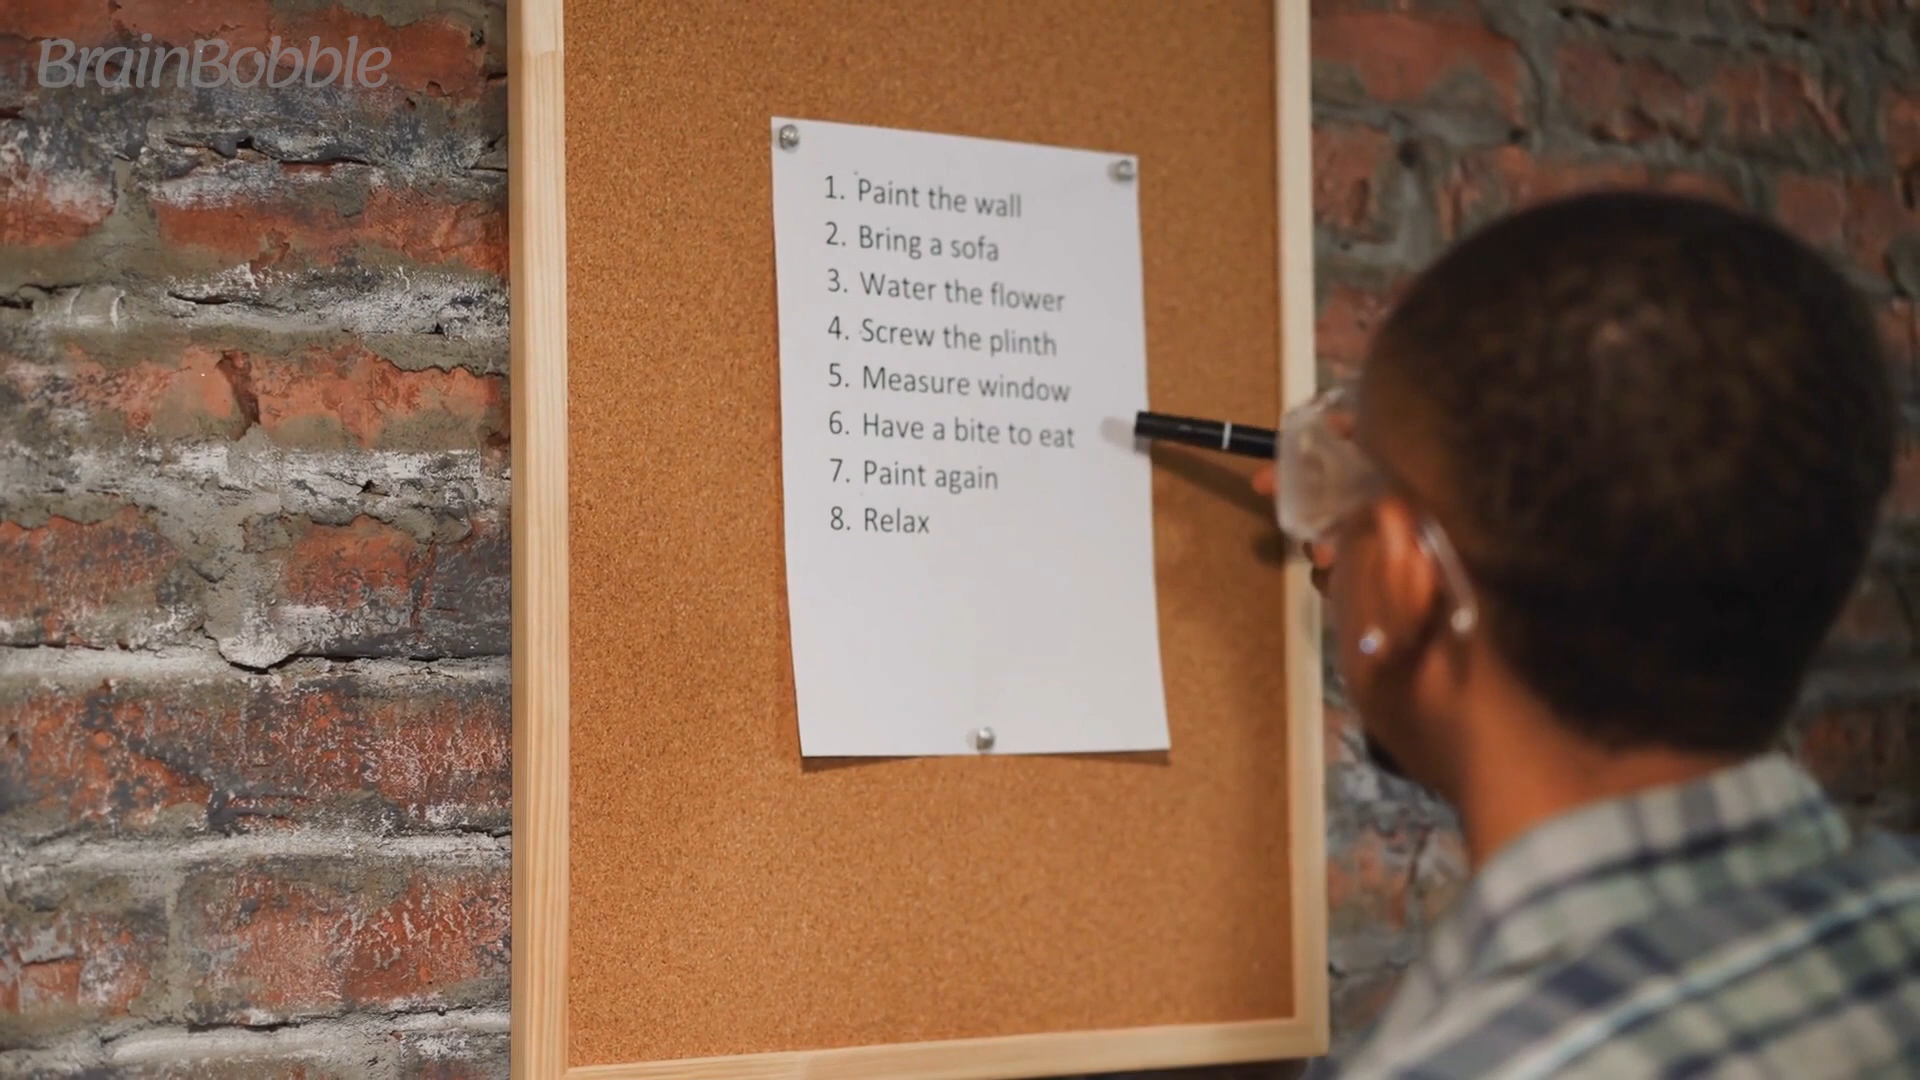 BrainBobble
1. Paint the wall
2. Bring a sofa
3. Water the flower
4. Screw the plinth
5. Measure window
6. Have a bite to eat
7. Paint again
8. Relax